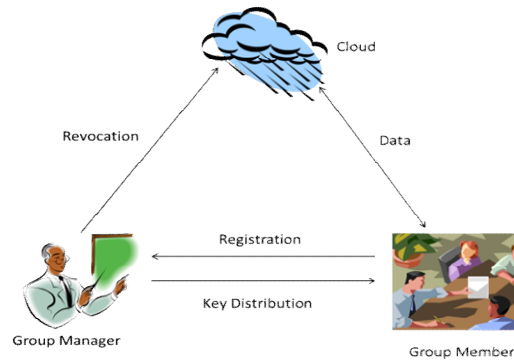 Cloud
Revocation
Data
Registration
Key Distribution
Group Manager
Group Member